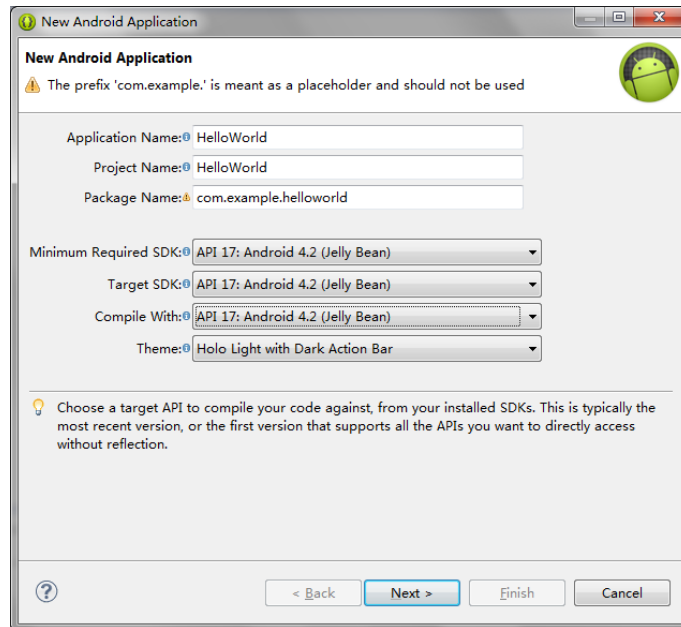 New Android Application
New Android Application
The prefix 'com.example.' is meant as a placeholder and should not be used
Application Name: HelloWorld
Project Name: HelloWorld
Package Name: com.example.helloworld
Minimum Required SDK: API 17: Android 4.2 (Jelly Bean)
Target SDK: API 17: Android 4.2 (Jelly Bean)
Compile With: API 17: Android 4.2 (Jelly Bean)
Theme: Holo Light with Dark Action Bar
Choose a target API to compile your code against, from your installed SDKs. This is typically the
most recent version, or the first version that supports all the APIs you want to directly access
without reflection.
? < Back Next > Finish Cancel